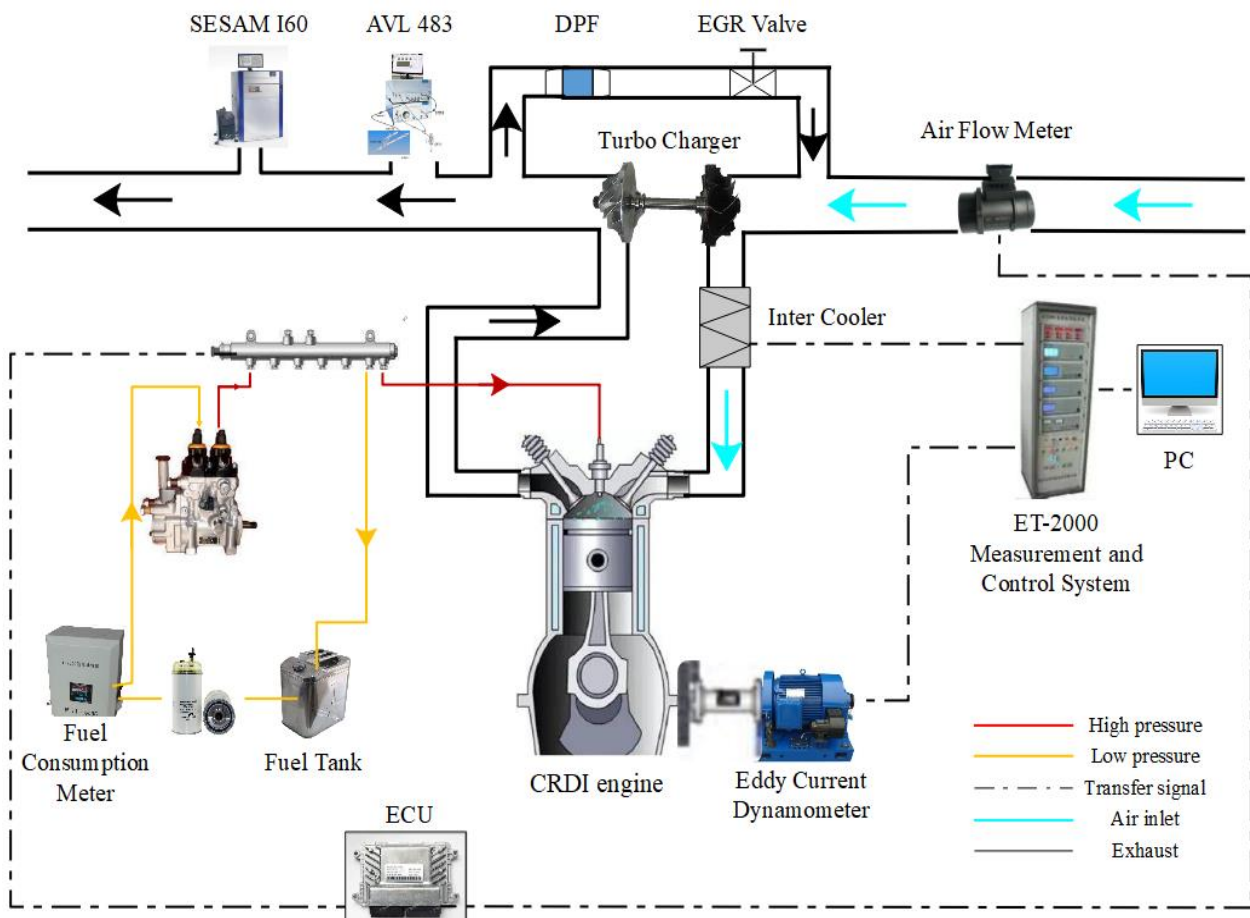 SESAM I60
AVL 483
DPF
EGR Valve
Turbo Charger
Air Flow Meter
Inter Cooler
PC
ET-2000
Measurement and
Control System
Fuel
Consumption
Meter
Fuel Tank
CRDI engine
Eddy Current
Dynamometer
ECU
High pressure
Low pressure
Transfer signal
Air inlet
Exhaust